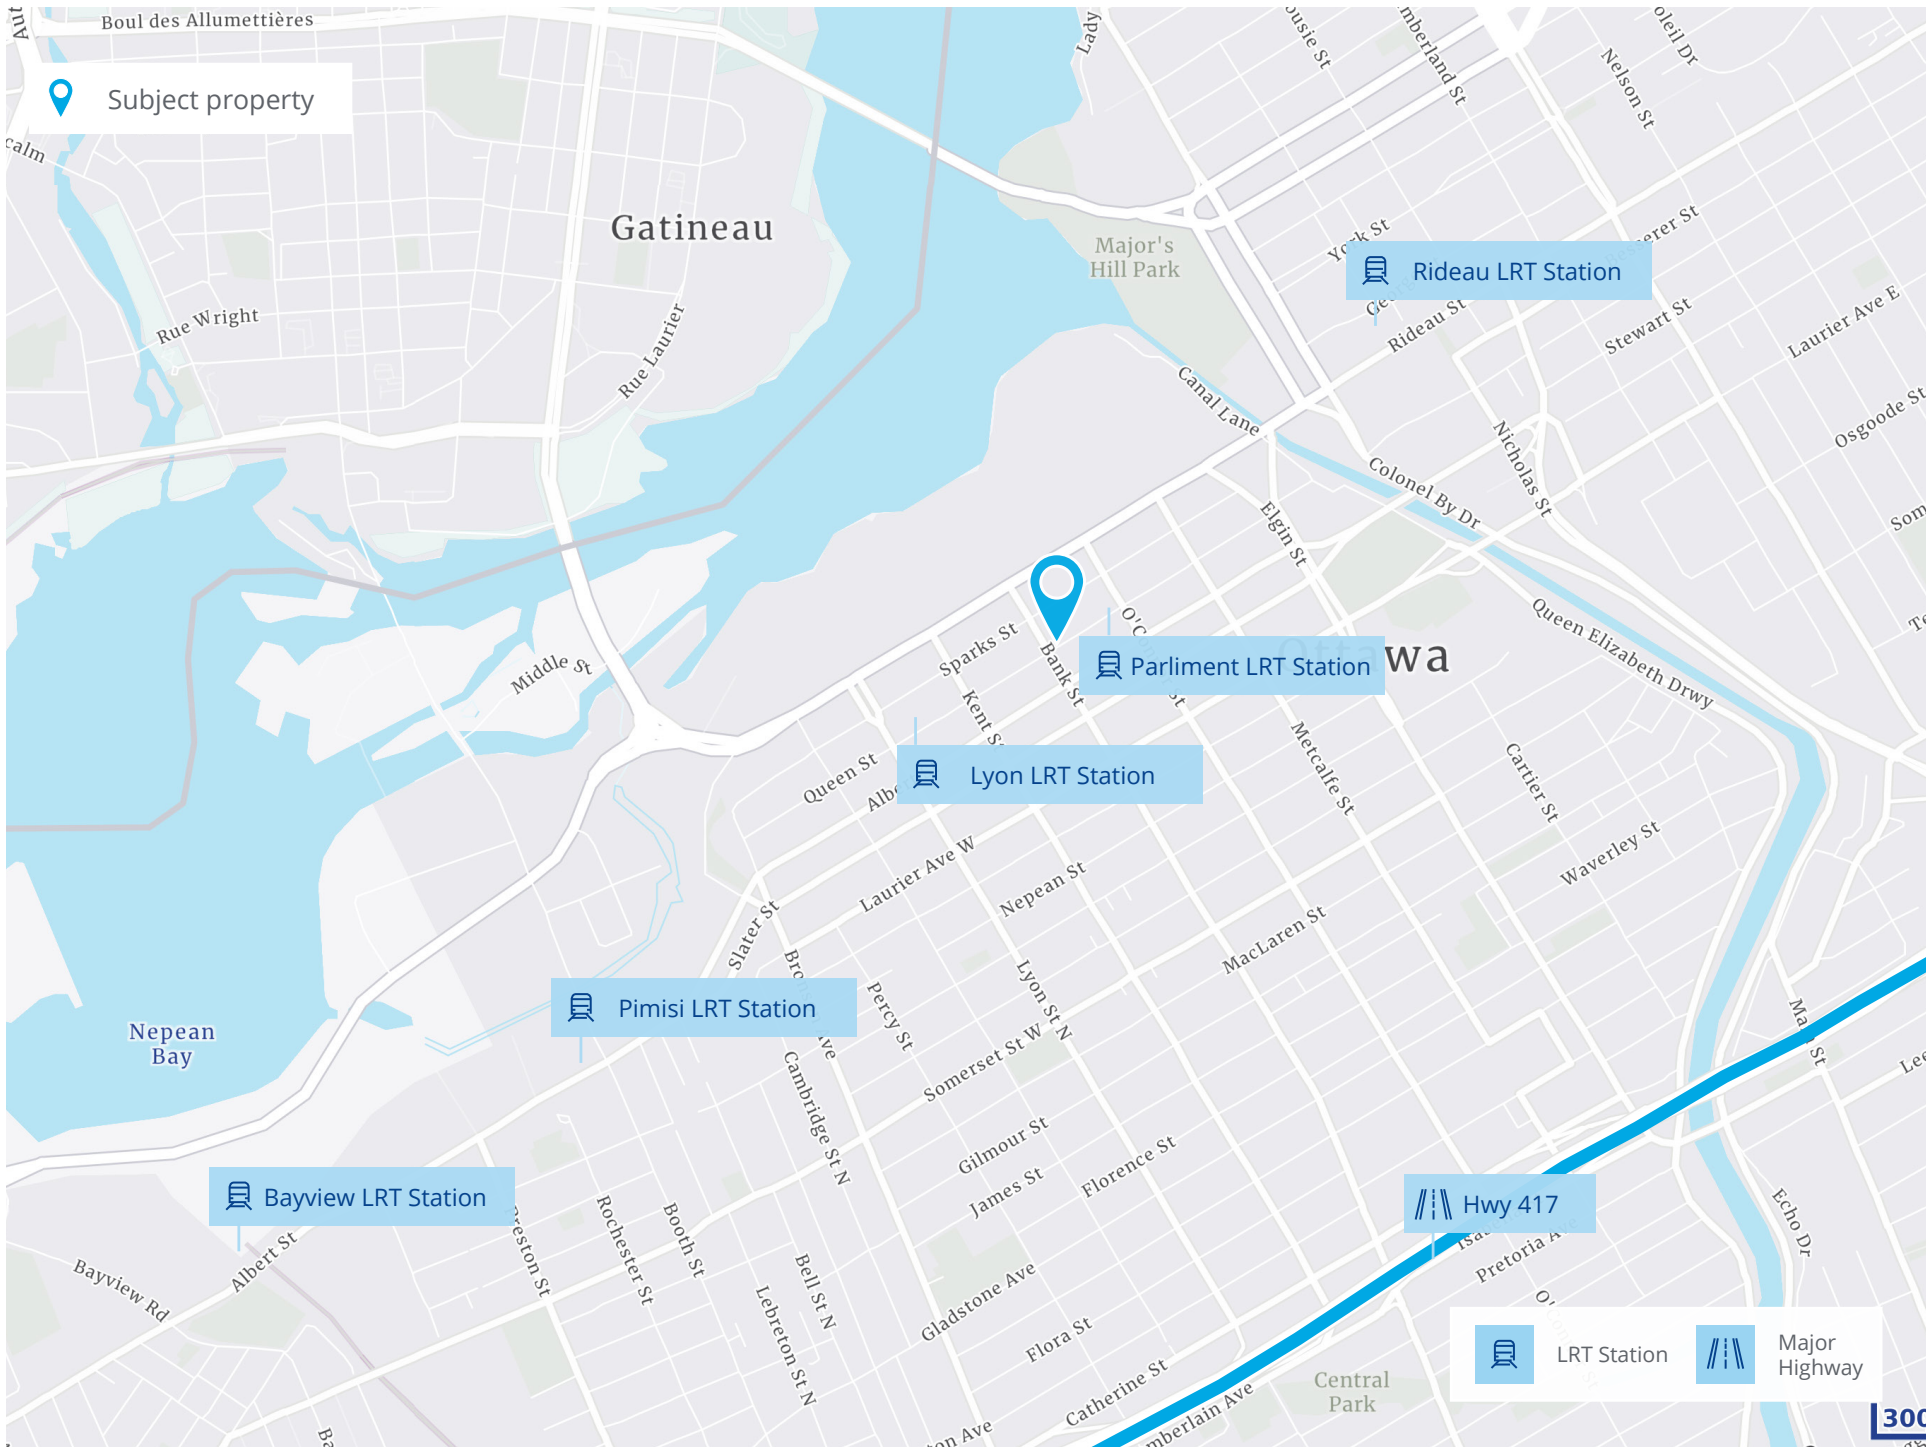 Boul des Allumettières
Lady
Nelson St
Subject property
Gatineau
Major's
Hill Park
York St
Rideau LRT Station
Rideau St
Stewart St
Laurier Ave E
Rue Wright
Rue Laurier
Canal Lane
Osgoode St
Nicholas St
Colonel By Dr
Elgin St
Queen Elizabeth Drwy
Sparks St
Bank St
Parliment LRT Station
Middle St
Kent St
Metcalfe St
Cartier St
Lyon LRT Station
Queen St
Laurier Ave W
Nepean St
Waverley St
MacLaren St
Slater St
Lyon St N
Percy St
Pimisi LRT Station
Nepean
Bay
Somerset St W
Cambridge St N
Gilmour St
Florence St
James St
Bayview LRT Station
Hwy 417
Pretoria Ave
Echo Dr
Albert St
Bayview Rd
Preston St
Rochester St
Booth St
Bell St N
Lebreton St N
Gladstone Ave
Flora St
Catherine St
Central
Park
LRT Station
Major
Highway
300